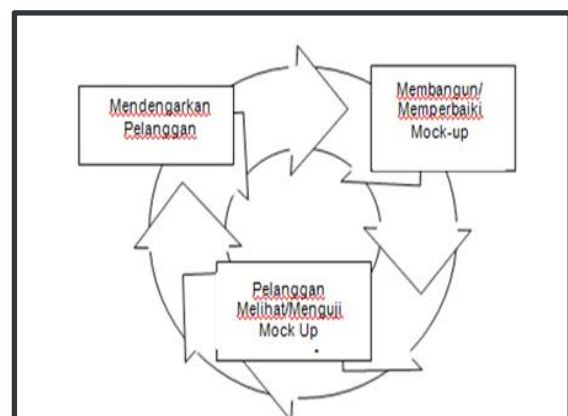 Mendengarkan
Pelanggan
Membangun/
Memperbaiki
Mock-up
Pelanggan
Melihat/Menguji
Mock Up